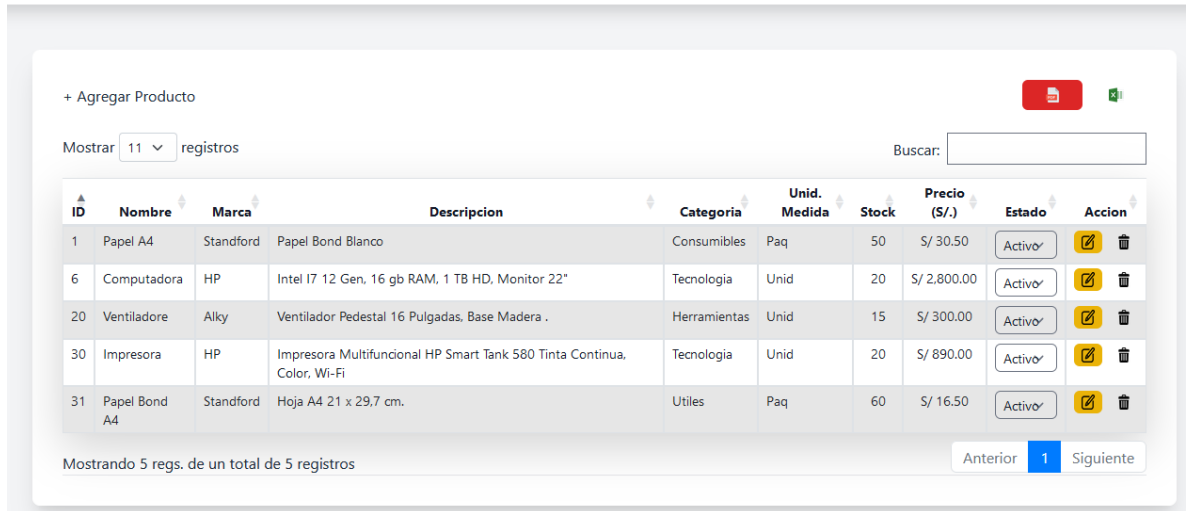 + Agregar Producto
Mostrar 11 registros
Buscar:
ID Nombre Marca Descripcion Categoria Unid. Medida Stock Precio (S/.) Estado Accion
1 Papel A4 Standford Papel Bond Blanco Consumibles Paq 50 S/ 30.50 Activo
6 Computadora HP Intel I7 12 Gen, 16 gb RAM, 1 TB HD, Monitor 22" Tecnologia Unid 20 S/ 2,800.00 Activo
20 Ventiladore Alky Ventilador Pedestal 16 Pulgadas, Base Madera . Herramientas Unid 15 S/ 300.00 Activo
30 Impresora HP Impresora Multifuncional HP Smart Tank 580 Tinta Continua, Color, Wi-Fi Tecnologia Unid 20 S/ 890.00 Activo
31 Papel Bond A4 Standford Hoja A4 21 x 29,7 cm. Utiles Paq 60 S/ 16.50 Activo
Mostrando 5 regs. de un total de 5 registros
Anterior 1 Siguiente